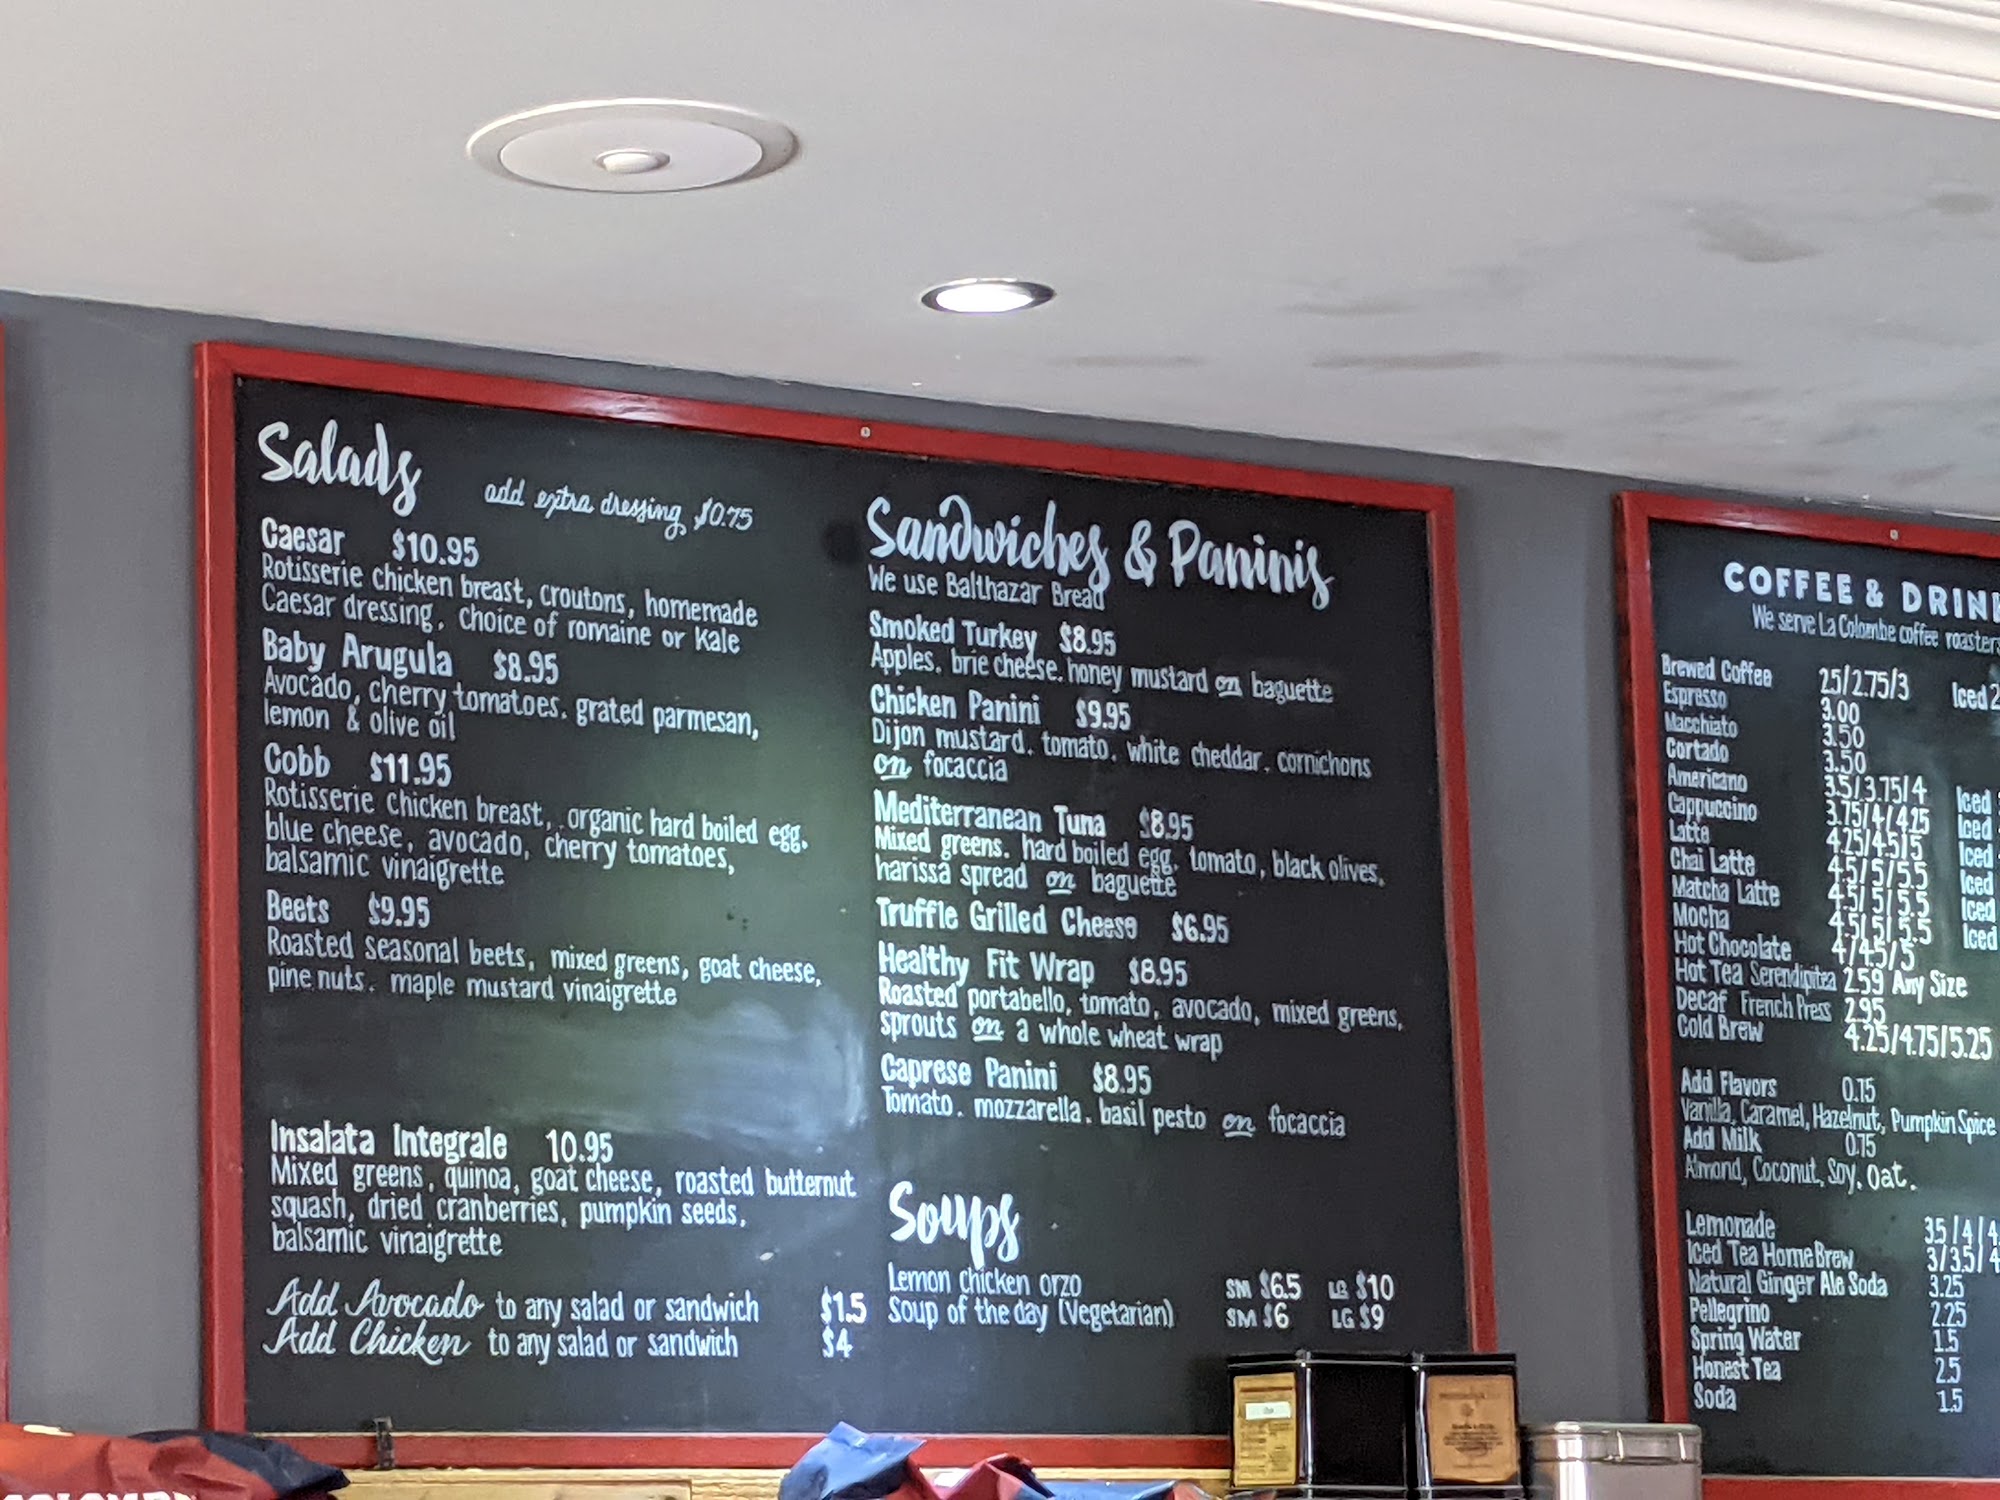 Salads
add extra dressing $0.75
Caesar $10.95
Rotisserie chicken breast, croutons, homemade
Caesar dressing. Choice of romaine or Kale
Baby Arugula $8.95
Avocado, cherry tomatoes. grated parmesan,
lemon & olive oil
Cobb $11.95
Rotisserie chicken breast, organic hard boiled egg.
blue cheese, avocado, cherry tomatoes,
balsamic vinaigrette
Beets $9.95
Roasted seasonal beets, mixed greens, goat cheese,
pine nuts. maple mustard vinaigrette
Insalata Integrale 10.95
Mixed greens, quinoa, goat cheese, roasted butternut
squash, dried cranberries, pumpkin seeds.
balsamic vinaigrette
Add Avocado to any salad or sandwich $1.5
Add Chicken to any salad or sandwich $4
Sandwiches & Paninis
We use Balthazar Bread
Smoked Turkey $8.95
Apples. brie cheese. honey mustard on baguette
Chicken Panini $9.95
Dijon mustard. tomato. white cheddar. cornichons
on focaccia
Mediterranean Tuna $8.95
Mixed greens. hard boiled egg. tomato, black olives.
harissa spread on baguette
Truffle Grilled Cheese $6.95
Healthy Fit Wrap $8.95
Roasted portabello, tomato, avocado, mixed greens,
sprouts on a whole wheat wrap
Caprese Panini $8.95
Tomato. mozzarella. basil pesto on focaccia
Soups
Lemon chicken orzo SM $6.5 LG $10
Soup of the day (Vegetarian) SM $6 LG $9
COFFEE & DRIN
We serve La Colombe coffee roasters
Brewed Coffee 2.5/2.75/3 Iced 2
Espresso 3.00
Macchiato 3.50
Cortado 3.50
Americano 3.5/3.75/4 Iced
Cappuccino 3.75/4/4.25 Iced
Latte 4.25/4.5/5 Iced
Chai Latte 4.5/5/5.5 Iced
Matcha Latte 4.5/5/5.5 Iced
Mocha 4.5/5/5.5 Iced
Hot Chocolate 4/4.5/5
Hot Tea Serendipitea 2.59 Any Size
Decaf French Press 2.95
Cold Brew 4.25/4.75/5.25
Add Flavors 0.75
Vanilla, Caramel, Hazelnut, Pumpkin Spice
Add Milk 0.75
Almond, Coconut, Soy, Oat.
Lemonade 3.5/4/4
Iced Tea Home Brew 3/3.5/4
Natural Ginger Ale Soda 3.25
Pellegrino 2.25
Spring Water 1.5
Honest Tea 2.5
Soda 1.5